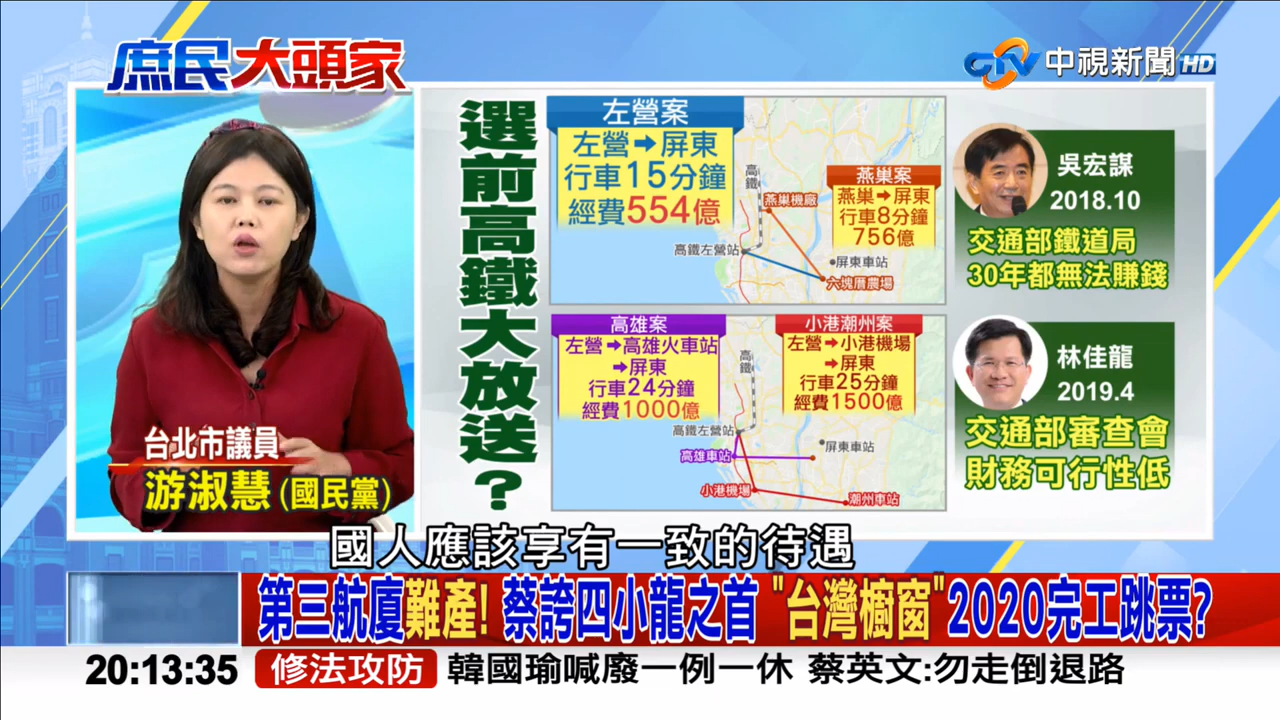 庶民大頭家
CTV 中視新聞HD
選前高鐵大放送?
左營案
左營➡屏東
行車15分鐘
經費554億
高鐵
燕巢機廠
燕巢案
燕巢➡屏東
行車8分鐘
756億
高鐵左營站
屏東車站
六塊厝農場
吳宏謀
2018.10
交通部鐵道局
30年都無法賺錢
高雄案
左營➡高雄火車站
➡屏東
行車24分鐘
經費1000億
高鐵
小港潮州案
左營➡小港機場
➡屏東
行車25分鐘
經費1500億
高鐵左營站
高雄車站
屏東車站
小港機場
潮州車站
林佳龍
2019.4
交通部審查會
財務可行性低
台北市議員
游淑慧(國民黨)
國人應該享有一致的待遇
第三航廈難產! 蔡誇四小龍之首 "台灣櫥窗"2020完工跳票?
20:13:35 修法攻防 韓國瑜喊廢一例一休 蔡英文:勿走倒退路